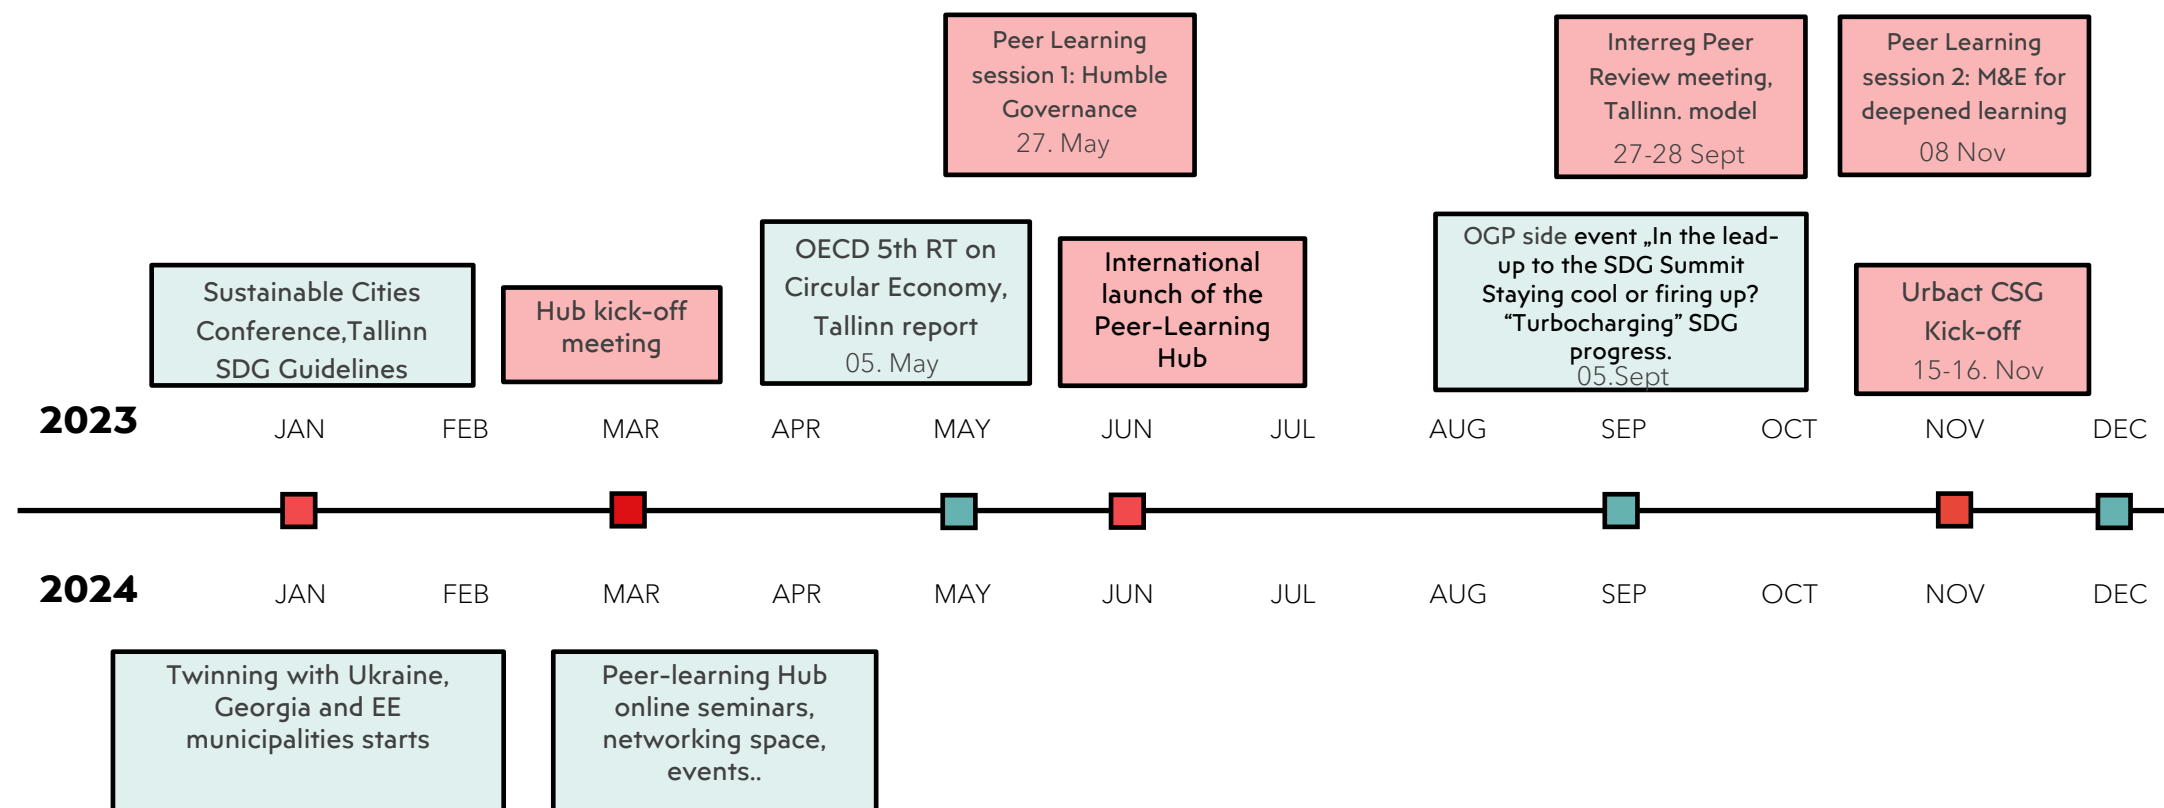 Peer Learning
session 1: Humble
Governance
27. May
Interreg Peer
Review meeting,
Tallinn. model
27-28 Sept
Peer Learning
session 2: M&E for
deepened learning
08 Nov
Sustainable Cities
Conference,Tallinn
SDG Guidelines
Hub kick-off
meeting
OECD 5th RT on
Circular Economy,
Tallinn report
05. May
International
launch of the
Peer-Learning
Hub
OGP side event „In the lead-
up to the SDG Summit
Staying cool or firing up?
“Turbocharging” SDG
progress.
05.Sept
Urbact CSG
Kick-off
15-16. Nov
2023 JAN FEB MAR APR MAY JUN JUL AUG SEP OCT NOV DEC
2024 JAN FEB MAR APR MAY JUN JUL AUG SEP OCT NOV DEC
Twinning with Ukraine,
Georgia and EE
municipalities starts
Peer-learning Hub
online seminars,
networking space,
events..